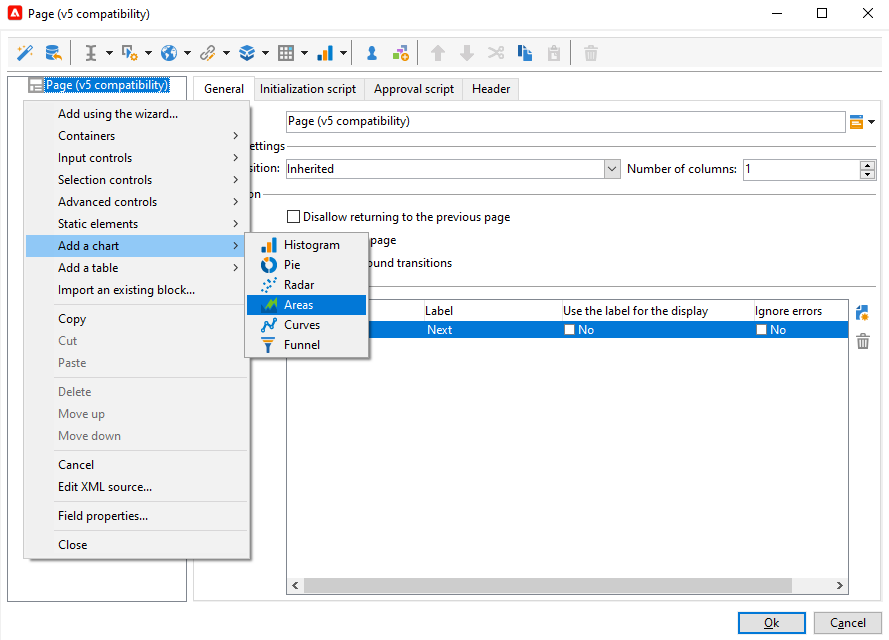 Page (v5 compatibility)
Page (v5 compatibility)
General Initialization script Approval script Header
Add using the wizard...
Containers
Input controls
Selection controls
Advanced controls
Static elements
Add a chart
Add a table
Import an existing block...
Copy
Cut
Paste
Delete
Move up
Move down
Cancel
Edit XML source...
Field properties...
Close
Histogram
Pie
Radar
Areas
Curves
Funnel
Page (v5 compatibility)
ettings
ition: Inherited Number of columns: 1
on
Disallow returning to the previous page
page
ound transitions
Label Use the label for the display Ignore errors
Next No No
Ok Cancel